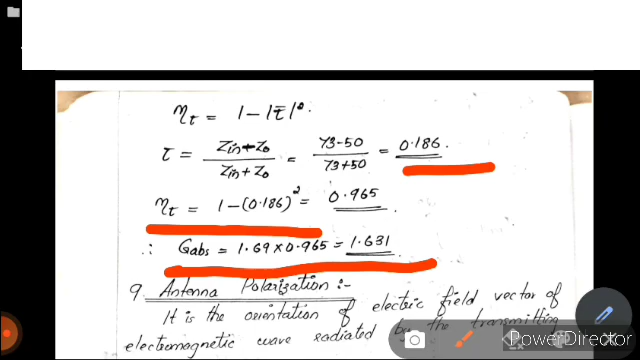 ηt = 1 - |τ|².
τ = Zin - Zo / Zin + Zo = 73-50 / 73+50 = 0.186.
ηt = 1-(0.186)² = 0.965
∴ Gabs = 1.69 × 0.965 = 1.631
9. Antenna Polarization :-
It is the orientation of electric field vector of
electromagnetic wave radiated by the transmitting
PowerDirector